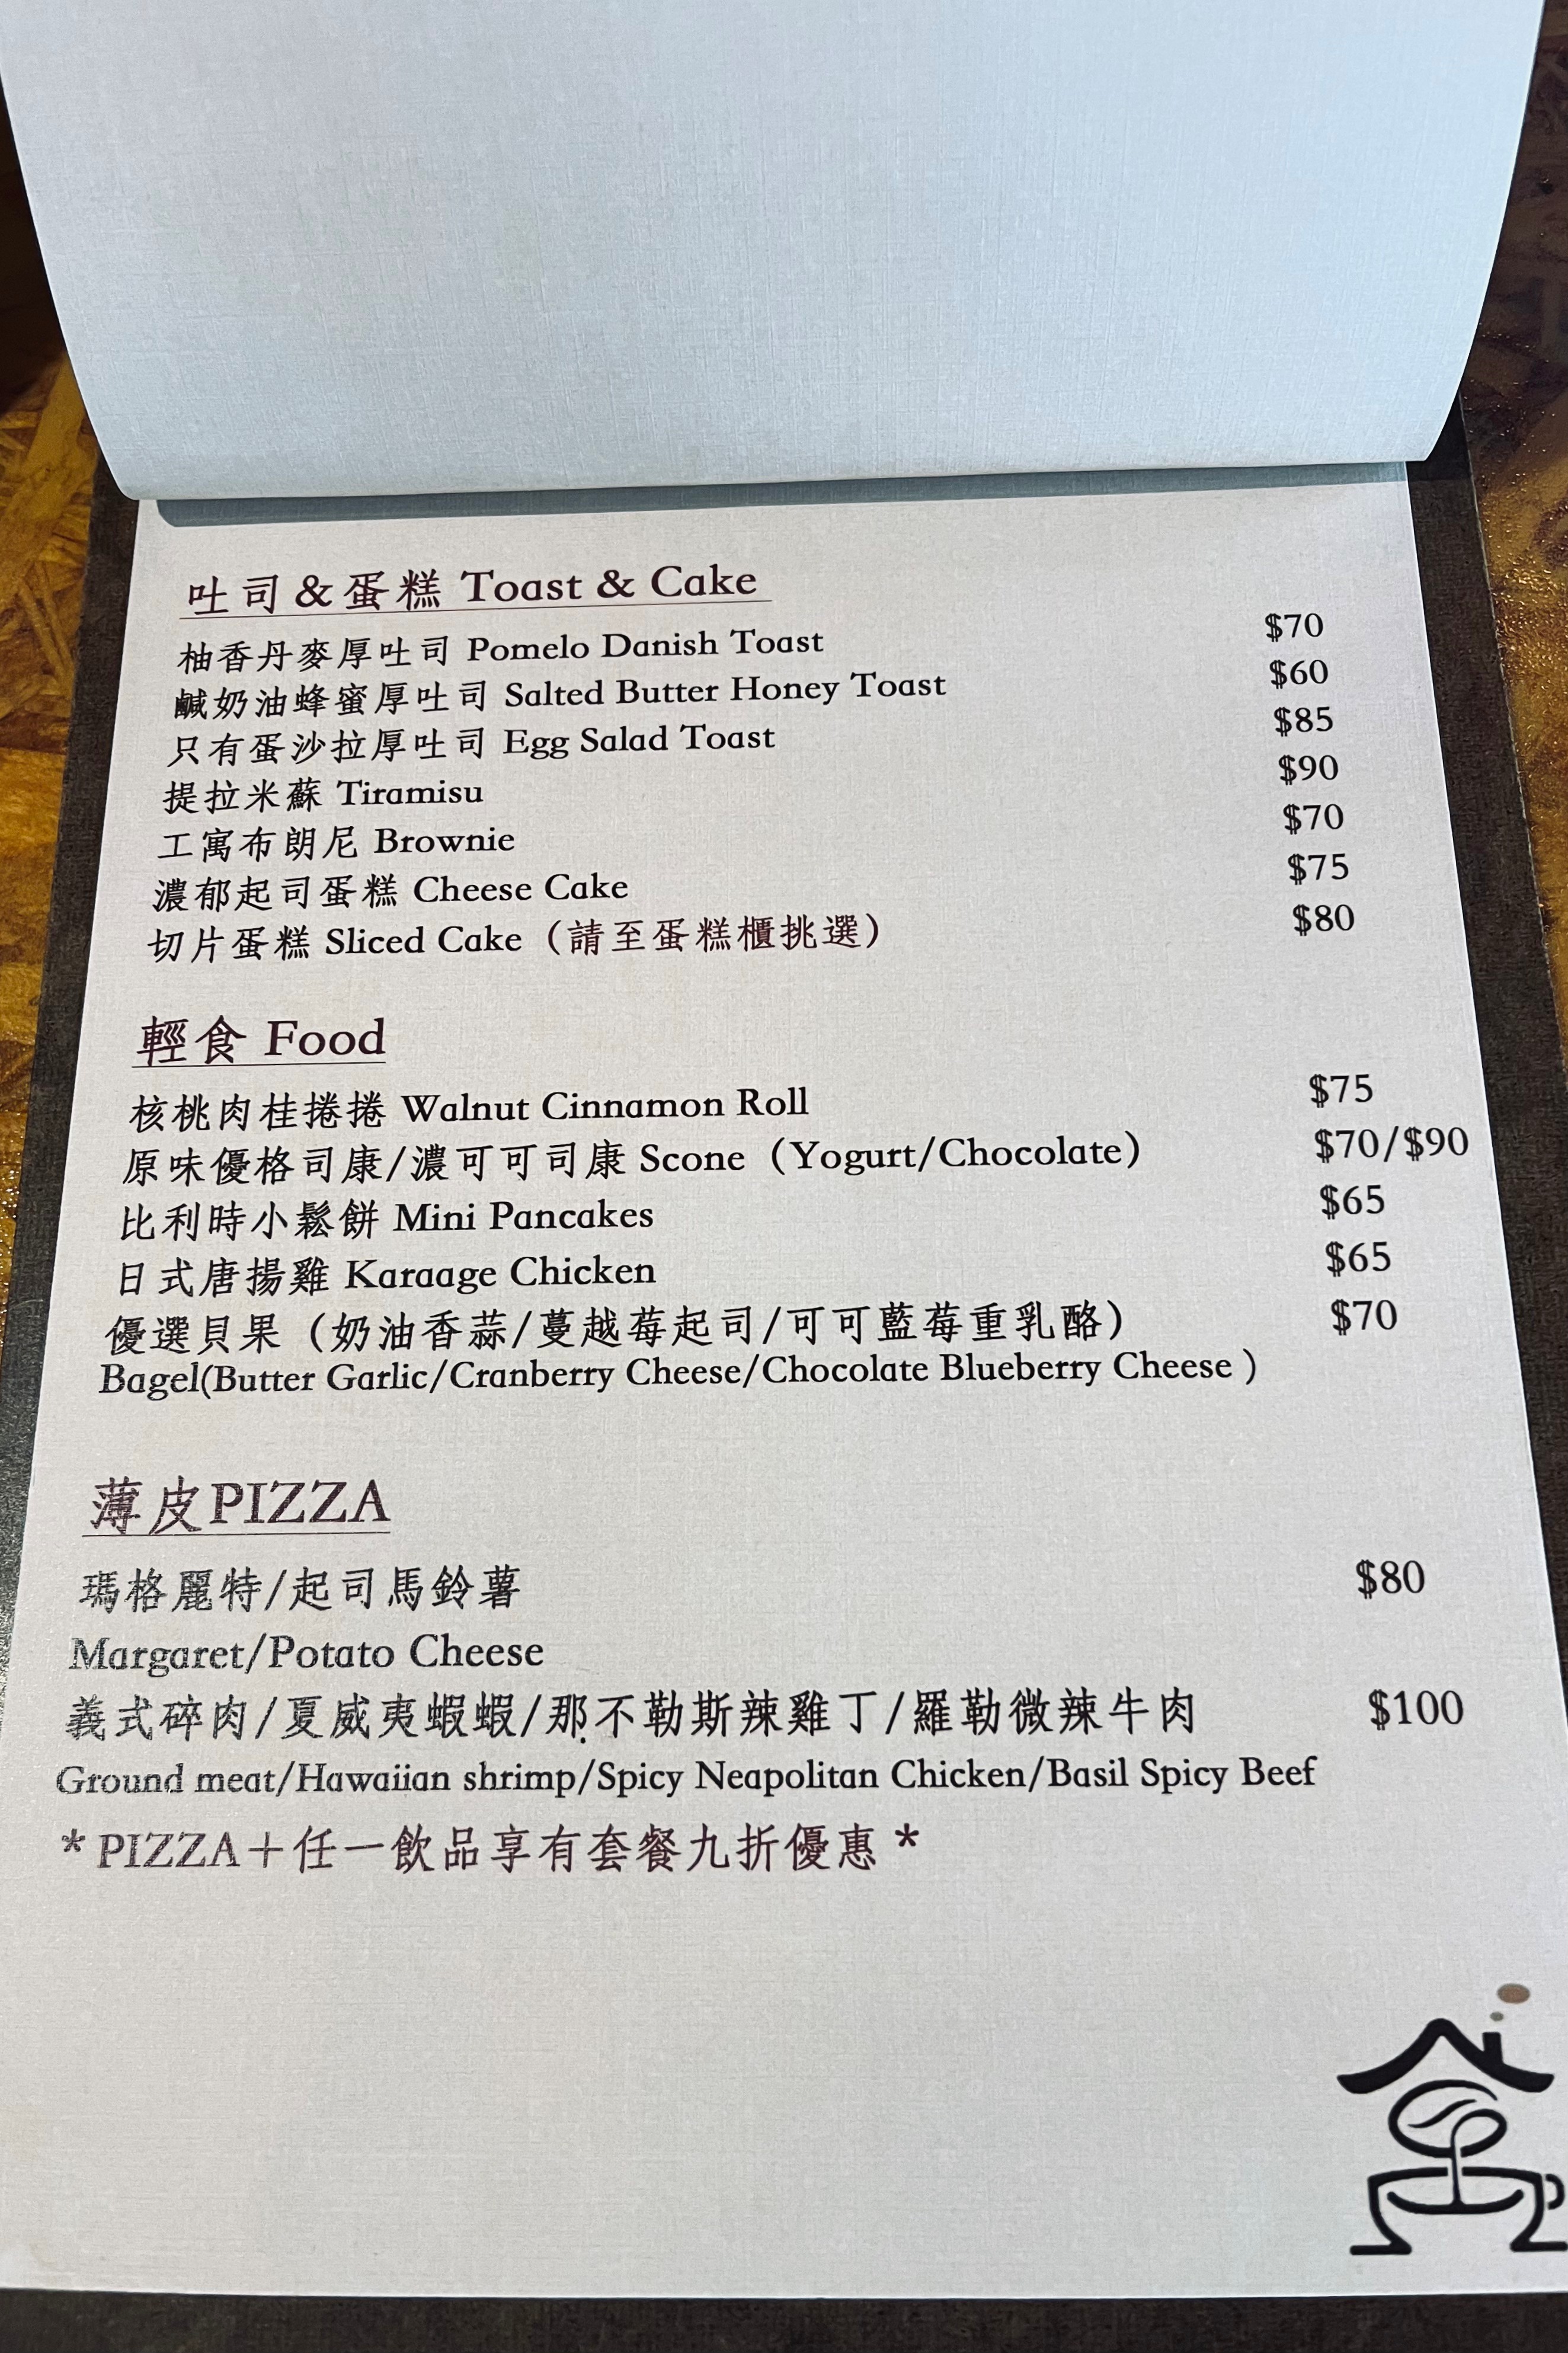 吐司&蛋糕 Toast & Cake
柚香丹麥厚吐司 Pomelo Danish Toast $70
鹹奶油蜂蜜厚吐司 Salted Butter Honey Toast $60
只有蛋沙拉厚吐司 Egg Salad Toast $85
提拉米蘇 Tiramisu $90
工寓布朗尼 Brownie $70
濃郁起司蛋糕 Cheese Cake $75
切片蛋糕 Sliced Cake（請至蛋糕櫃挑選） $80
輕食 Food
核桃肉桂捲捲 Walnut Cinnamon Roll $75
原味優格司康/濃可可司康 Scone（Yogurt/Chocolate） $70/$90
比利時小鬆餅 Mini Pancakes $65
日式唐揚雞 Karaage Chicken $65
優選貝果（奶油香蒜/蔓越莓起司/可可藍莓重乳酪） $70
Bagel(Butter Garlic/Cranberry Cheese/Chocolate Blueberry Cheese )
薄皮PIZZA
瑪格麗特/起司馬鈴薯 $80
Margaret/Potato Cheese
義式碎肉/夏威夷蝦蝦/那不勒斯辣雞丁/羅勒微辣牛肉 $100
Ground meat/Hawaiian shrimp/Spicy Neapolitan Chicken/Basil Spicy Beef
*PIZZA＋任一飲品享有套餐九折優惠*